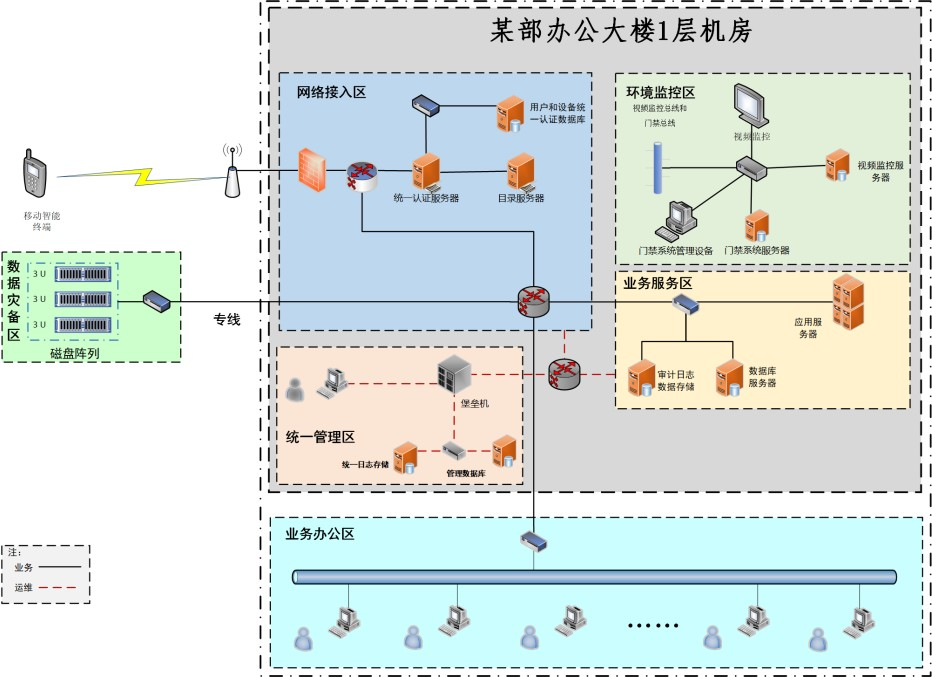 某部办公大楼1层机房
网络接入区
用户和设备统
一认证数据库
统一认证服务器
目录服务器
环境监控区
视频监控总线和
门禁总线
视频监控
视频监控服
务器
门禁系统管理设备
门禁系统服务器
移动智能
终端
数据灾备区
3 U
3 U
3 U
磁盘阵列
专线
业务服务区
应用服
务器
审计日志
数据存储
数据库
服务器
堡垒机
统一管理区
统一日志存储
管理数据库
业务办公区
……
注：
业务
运维